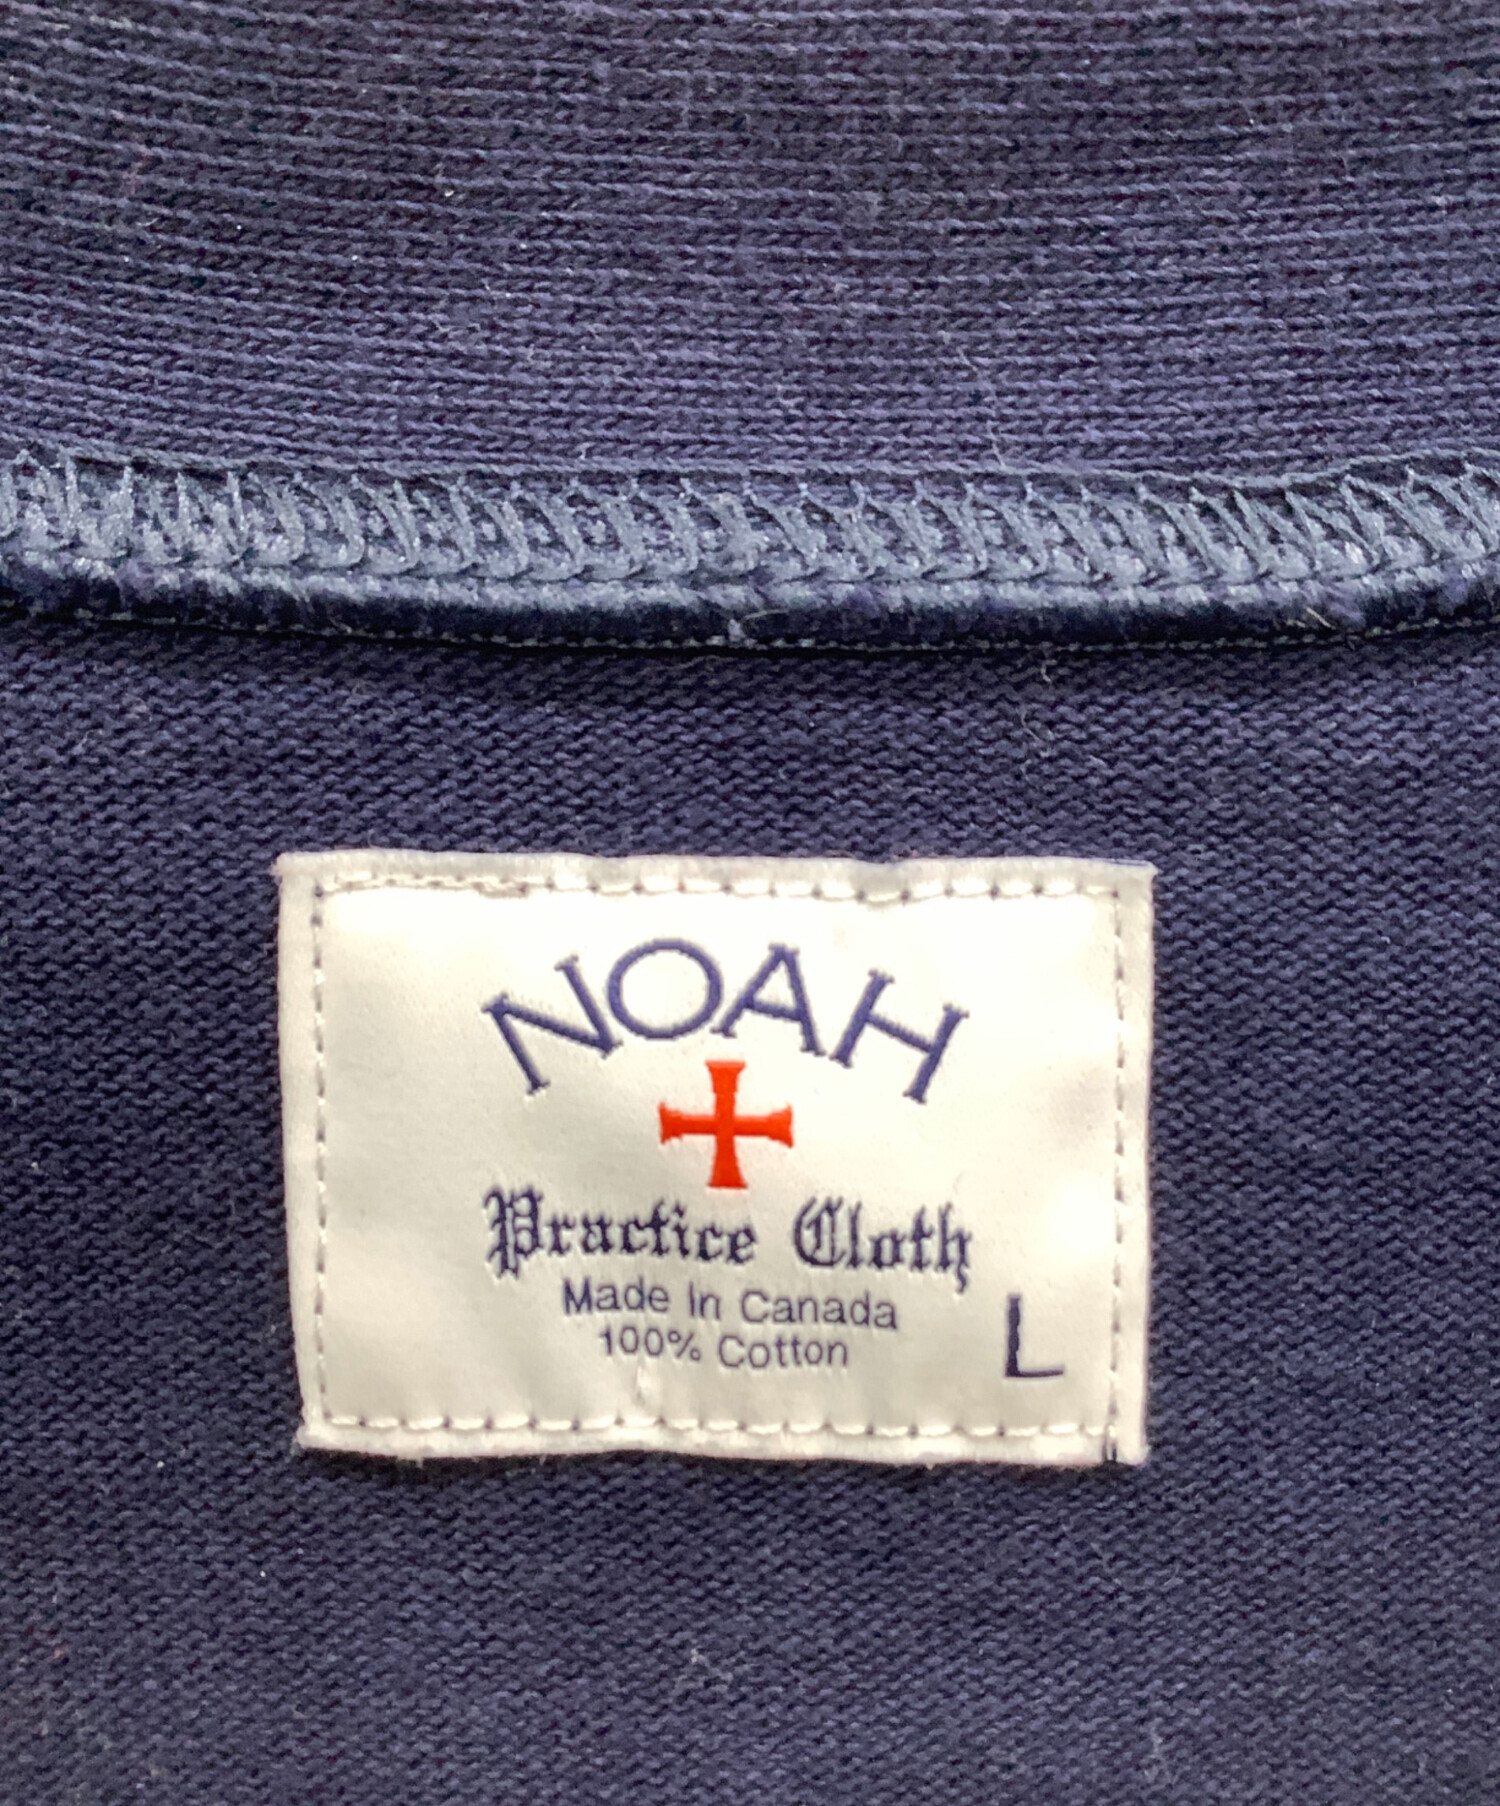 NOAH
Practice Cloth
Made In Canada
100% Cotton
L